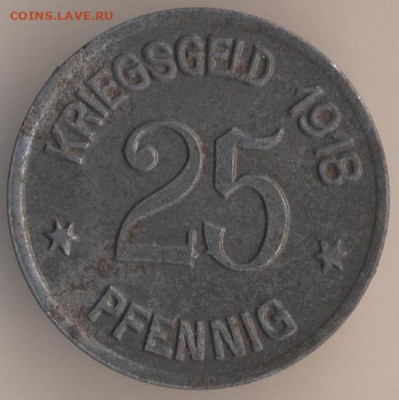 COINS.LAVE.RU
KRIEGSGELD 1918
25
PFENNIG